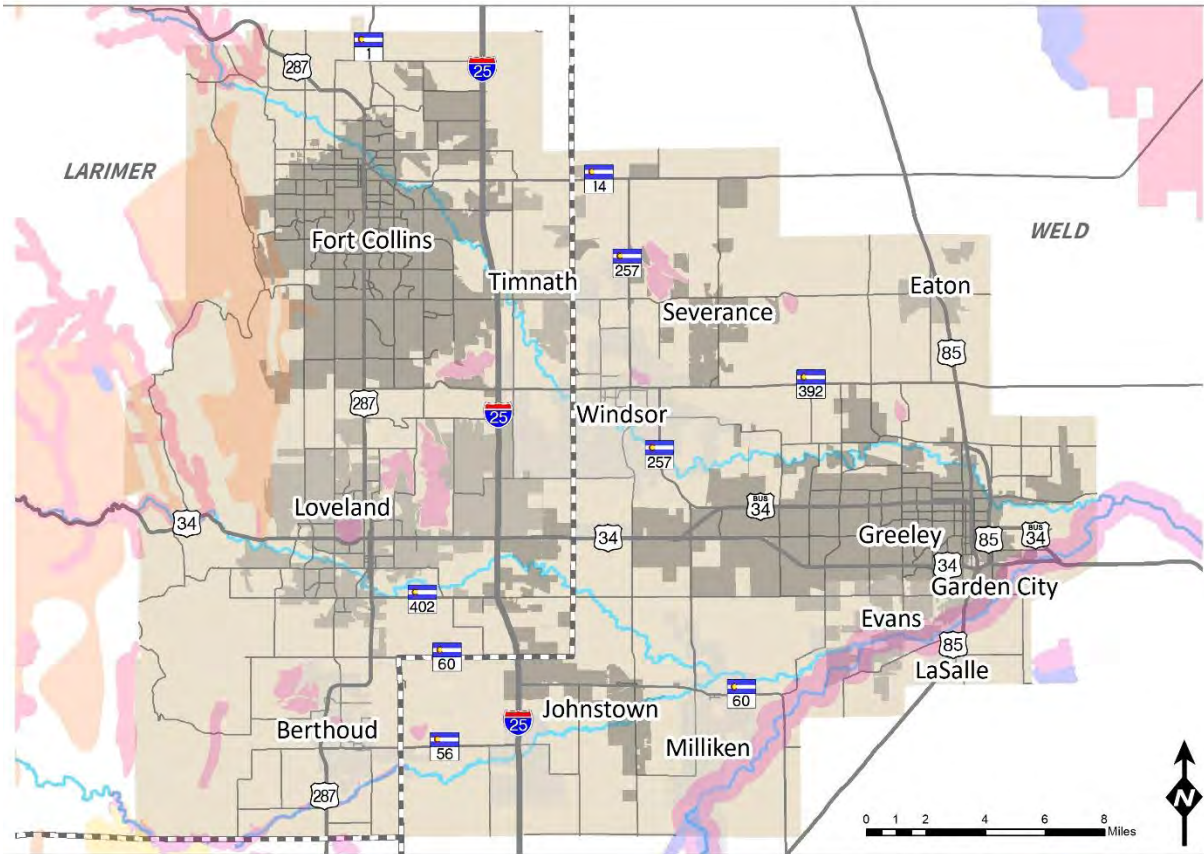 1
287
25
LARIMER
14
Fort Collins
WELD
257
Timnath
Eaton
Severance
85
392
287
25
Windsor
257
Loveland
BUS
34
34
34
Greeley
85
BUS
34
34
Garden City
402
Evans
60
85
LaSalle
60
Johnstown
25
Berthoud
56
Milliken
287
N
0 1 2 4 6 8
Miles